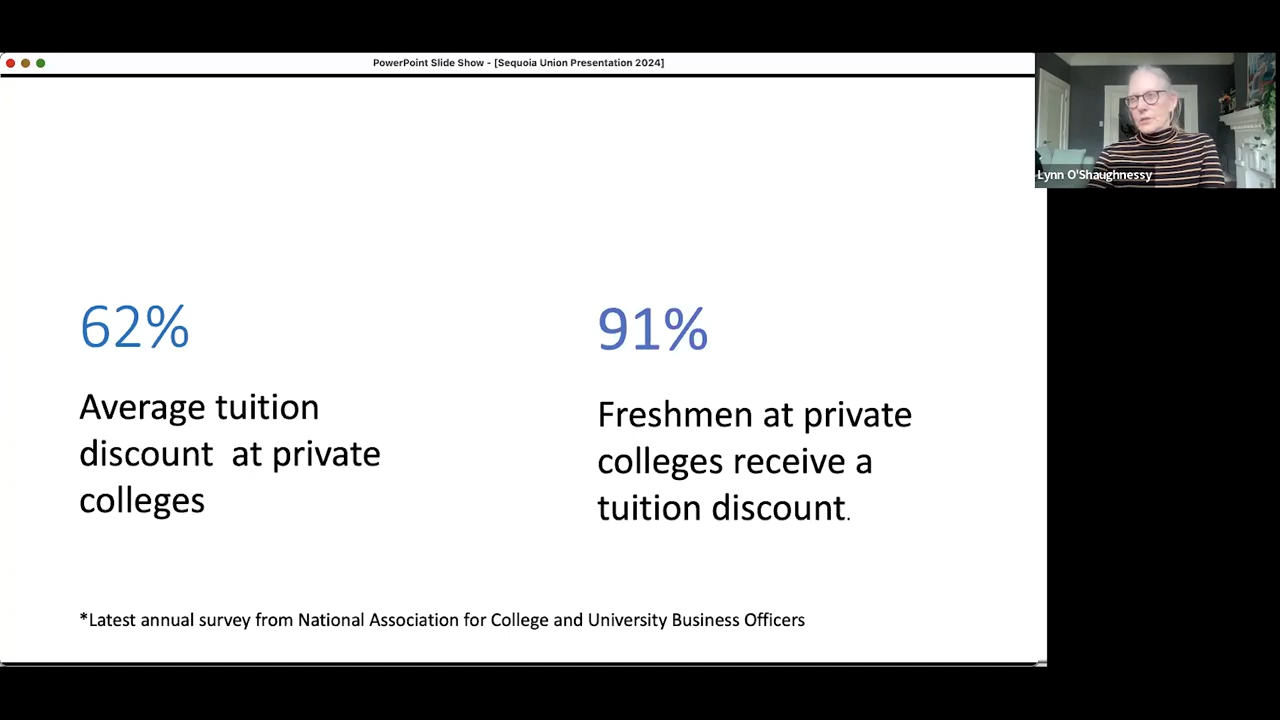 PowerPoint Slide Show - [Sequoia Union Presentation 2024]
Lynn O'Shaughnessy
62%
Average tuition
discount  at private
colleges
91%
Freshmen at private
colleges receive a
tuition discount.
*Latest annual survey from National Association for College and University Business Officers